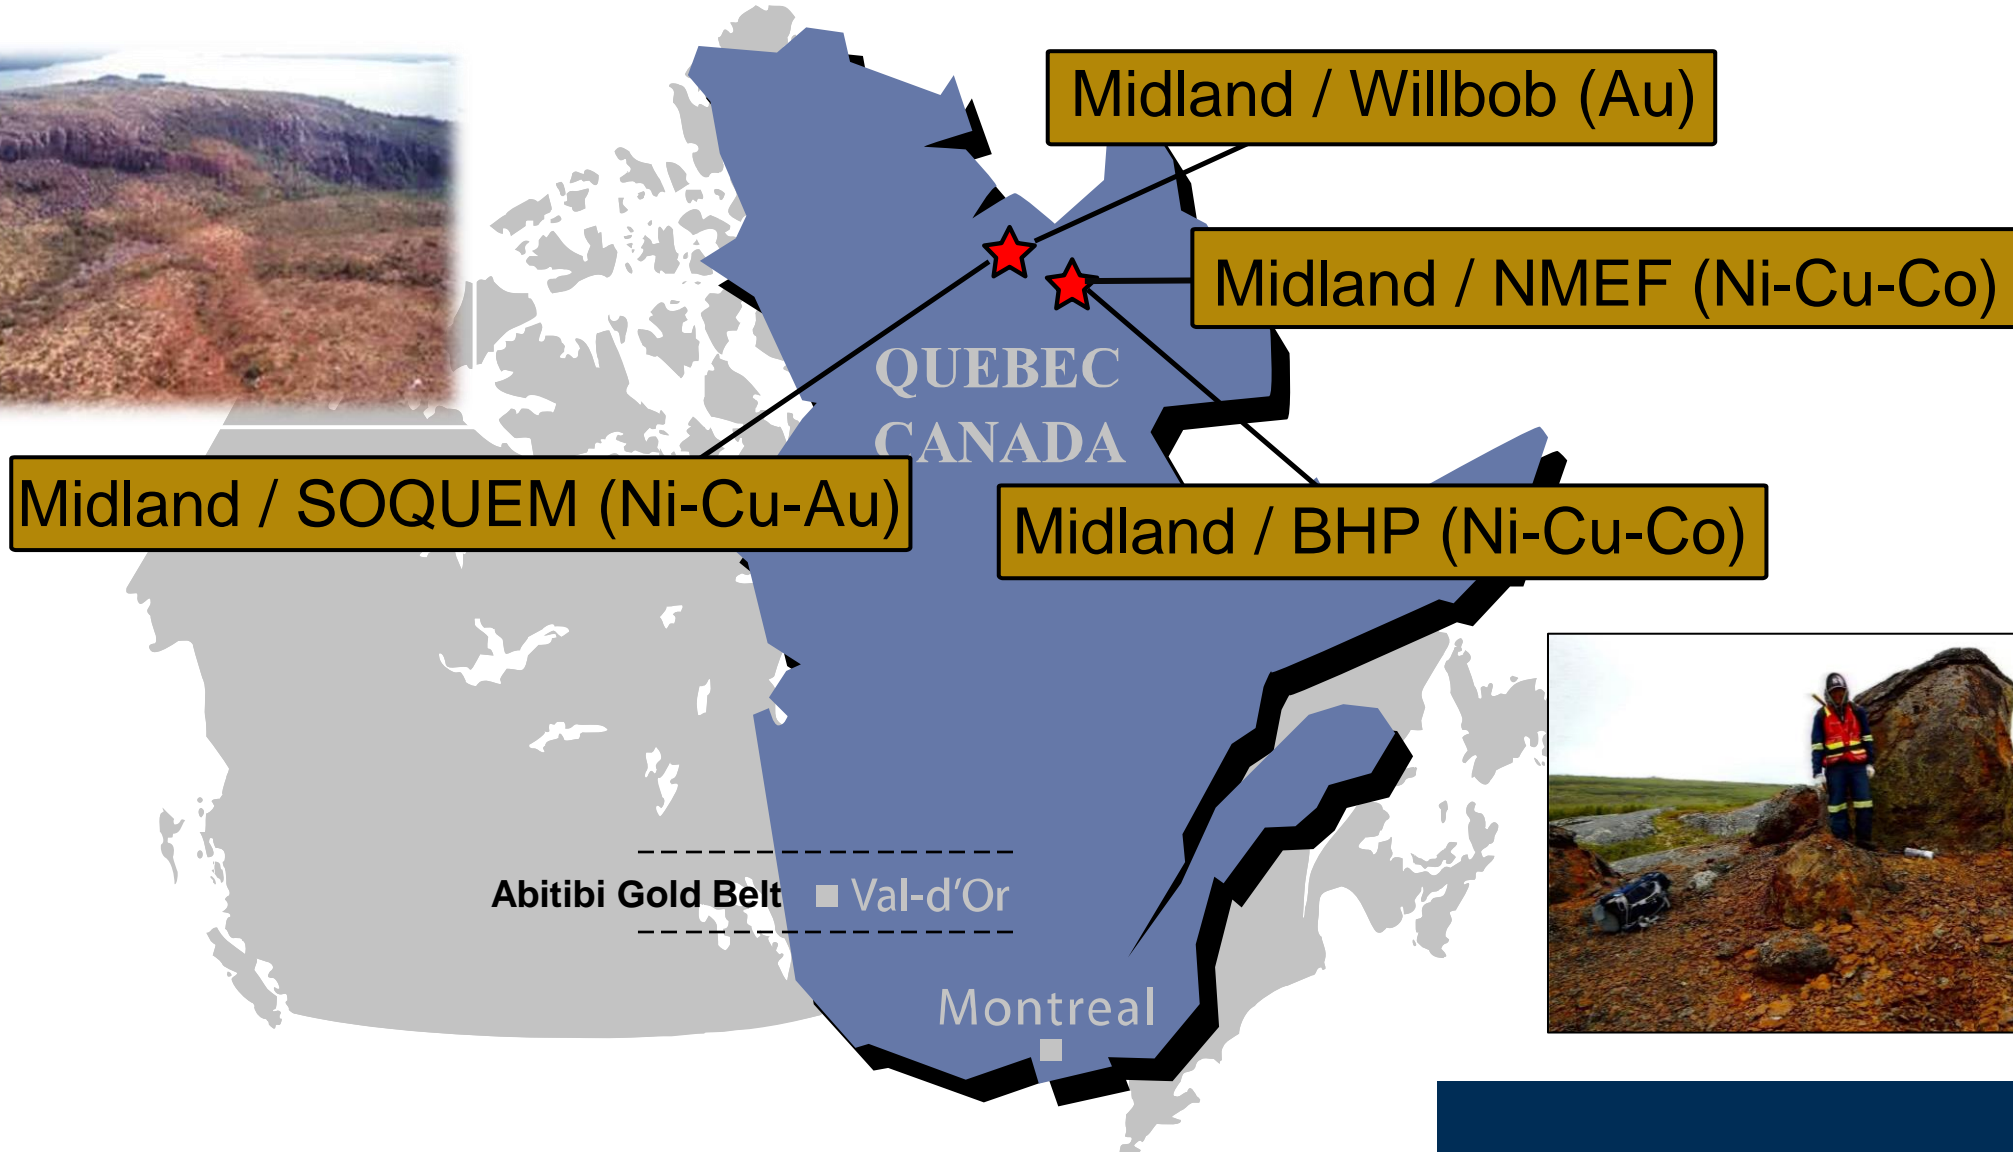 Midland / Willbob (Au)
Midland / NMEF (Ni-Cu-Co)
QUEBEC
CANADA
Midland / SOQUEM (Ni-Cu-Au)
Midland / BHP (Ni-Cu-Co)
Abitibi Gold Belt
Val-d'Or
Montreal